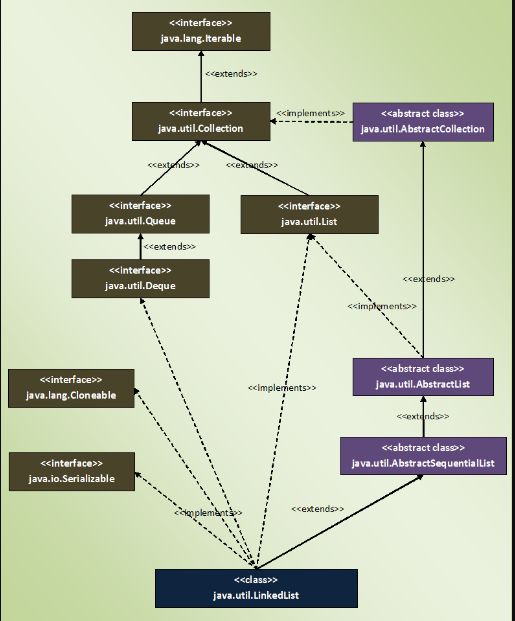 <<interface>>
java.lang.Iterable
<<extends>>
<<interface>>
java.util.Collection
<<implements>>
<<abstract class>>
java.util.AbstractCollection
<<extends>>
<<extends>>
<<interface>>
java.util.Queue
<<interface>>
java.util.List
<<extends>>
<<interface>>
java.util.Deque
<<extends>>
<<implements>>
<<abstract class>>
java.util.AbstractList
<<interface>>
java.lang.Cloneable
<<implements>>
<<extends>>
<<abstract class>>
java.util.AbstractSequentialList
<<interface>>
java.io.Serializable
<<implements>>
<<extends>>
<<class>>
java.util.LinkedList